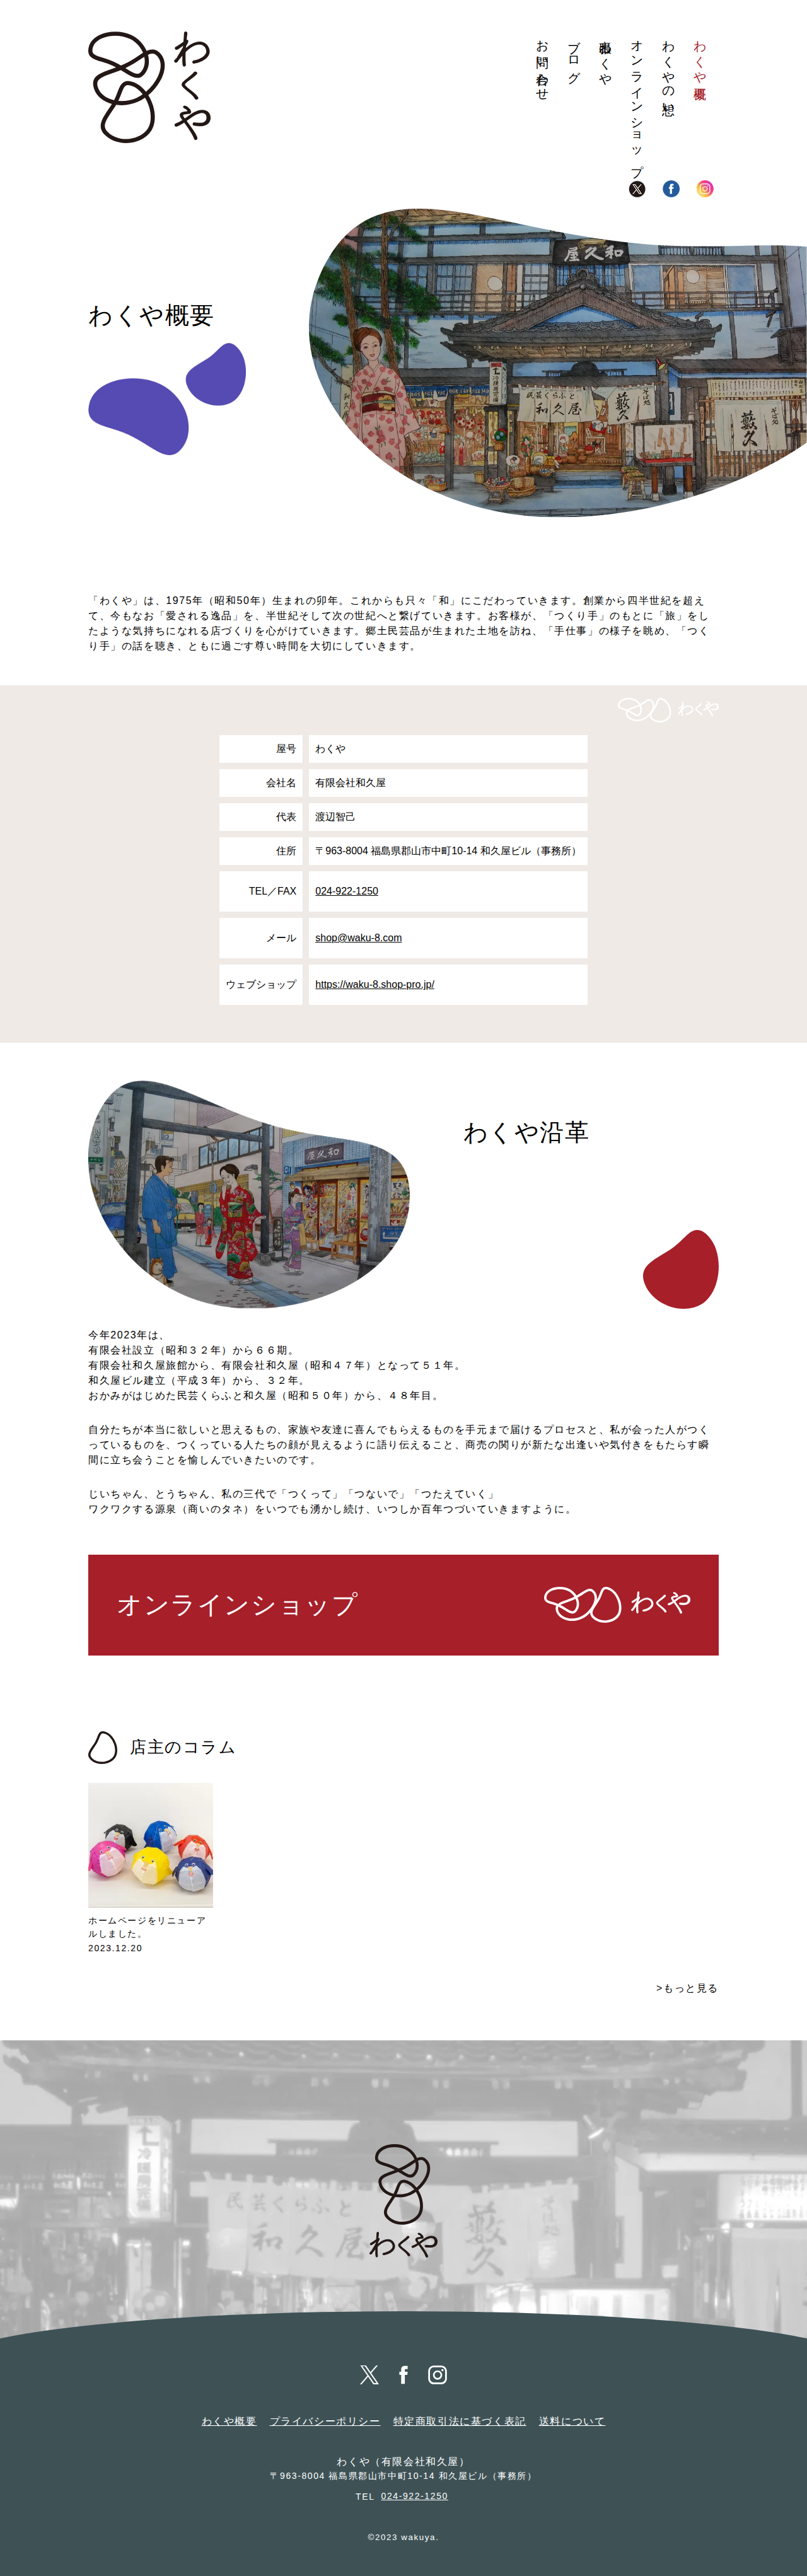 わくや
わくや概要
わくやの想い
オンラインショップ
お問い合わせ
ブログ
和久屋
わくや概要
民芸くらふと
和久屋
藪久
そば処
藪久
「わくや」は、1975年（昭和50年）生まれの卯年。これからも只々「和」にこだわっていきます。創業から四半世紀を超え
て、今もなお「愛される逸品」を、半世紀そして次の世紀へと繋げていきます。お客様が、「つくり手」のもとに「旅」をし
たような気持ちになれる店づくりを心がけていきます。郷土民芸品が生まれた土地を訪ね、「手仕事」の様子を眺め、「つく
り手」の話を聴き、ともに過ごす尊い時間を大切にしていきます。
わくや
屋号 わくや
会社名 有限会社和久屋
代表 渡辺智己
住所 〒963-8004 福島県郡山市中町10-14 和久屋ビル（事務所）
TEL／FAX 024-922-1250
メール shop@waku-8.com
ウェブショップ https://waku-8.shop-pro.jp/
和久屋
わくや沿革
今年2023年は、
有限会社設立（昭和３２年）から６６期。
有限会社和久屋旅館から、有限会社和久屋（昭和４７年）となって５１年。
和久屋ビル建立（平成３年）から、３２年。
おかみがはじめた民芸くらふと和久屋（昭和５０年）から、４８年目。
自分たちが本当に欲しいと思えるもの、家族や友達に喜んでもらえるものを手元まで届けるプロセスと、私が会った人がつく
っているものを、つくっている人たちの顔が見えるように語り伝えること、商売の関りが新たな出逢いや気付きをもたらす瞬
間に立ち会うことを愉しんでいきたいのです。
じいちゃん、とうちゃん、私の三代で「つくって」「つないで」「つたえていく」
ワクワクする源泉（商いのタネ）をいつでも湧かし続け、いつしか百年つづいていきますように。
オンラインショップ
わくや
店主のコラム
ホームページをリニューア
ルしました。
2023.12.20
>もっと見る
民芸くらふと
和久屋
藪久
わくや
わくや概要 プライバシーポリシー 特定商取引法に基づく表記 送料について
わくや（有限会社和久屋）
〒963-8004 福島県郡山市中町10-14 和久屋ビル（事務所）
TEL 024-922-1250
©2023 wakuya.